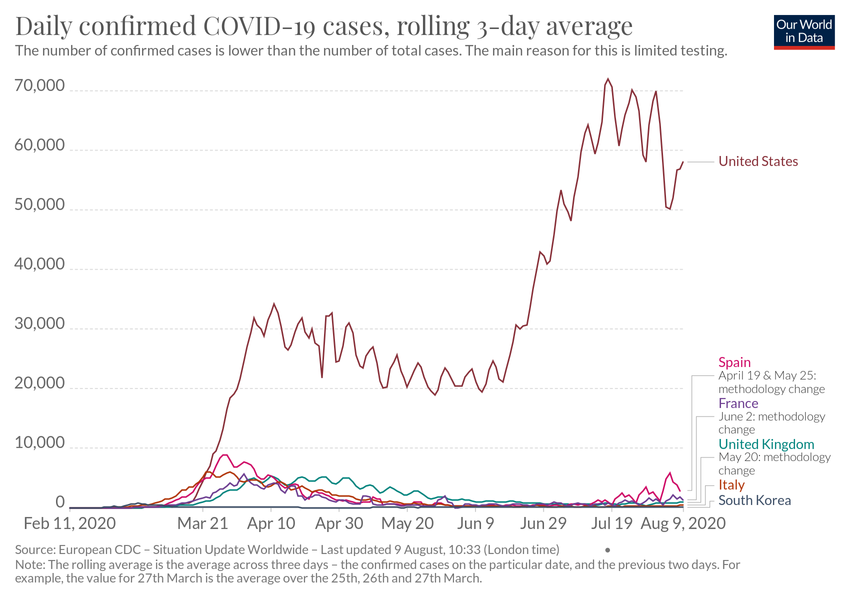 Daily confirmed COVID-19 cases, rolling 3-day average
The number of confirmed cases is lower than the number of total cases. The main reason for this is limited testing.
Our World
in Data
70,000
60,000
50,000
40,000
30,000
20,000
10,000
0
United States
Spain
April 19 & May 25:
methodology change
France
June 2: methodology
change
United Kingdom
May 20: methodology
change
Italy
South Korea
Feb 11, 2020 Mar 21 Apr 10 Apr 30 May 20 Jun 9 Jun 29 Jul 19 Aug 9, 2020
Source: European CDC – Situation Update Worldwide – Last updated 9 August, 10:33 (London time) •
Note: The rolling average is the average across three days – the confirmed cases on the particular date, and the previous two days. For
example, the value for 27th March is the average over the 25th, 26th and 27th March.